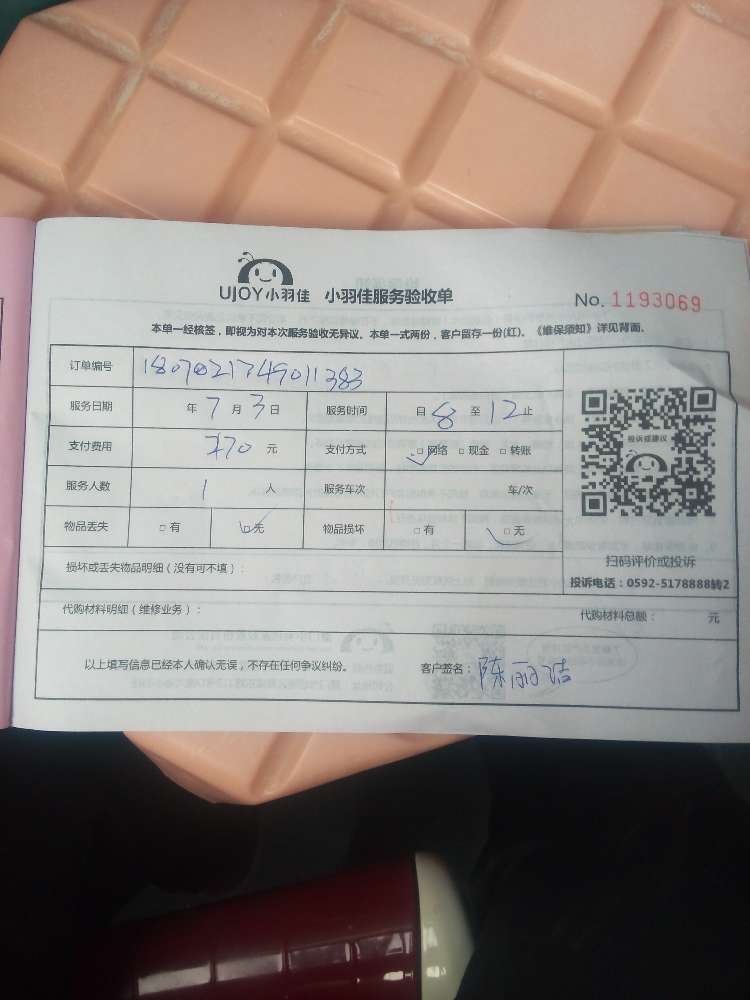 UJOY小羽佳 小羽佳服务验收单 No. 1193069
本单一经核签，即视为对本次服务验收无异议。本单一式两份，客户留存一份(红)。《维保须知》详见背面。
订单编号 1807021749011383
服务日期 年 7 月 3 日 服务时间 自 8 至 12 止
支付费用 770 元 支付方式 □网络 □现金 □转账
服务人数 1 人 服务车次 车/次
物品丢失 □有 □无 物品损坏 □有 □无
投诉或建议
扫码评价或投诉
投诉电话：0592-5178888转2
损坏或丢失物品明细（没有可不填）：
代购材料明细（维修业务）： 代购材料总额： 元
以上填写信息已经本人确认无误，不存在任何争议纠纷。 客户签名：陈丽洁